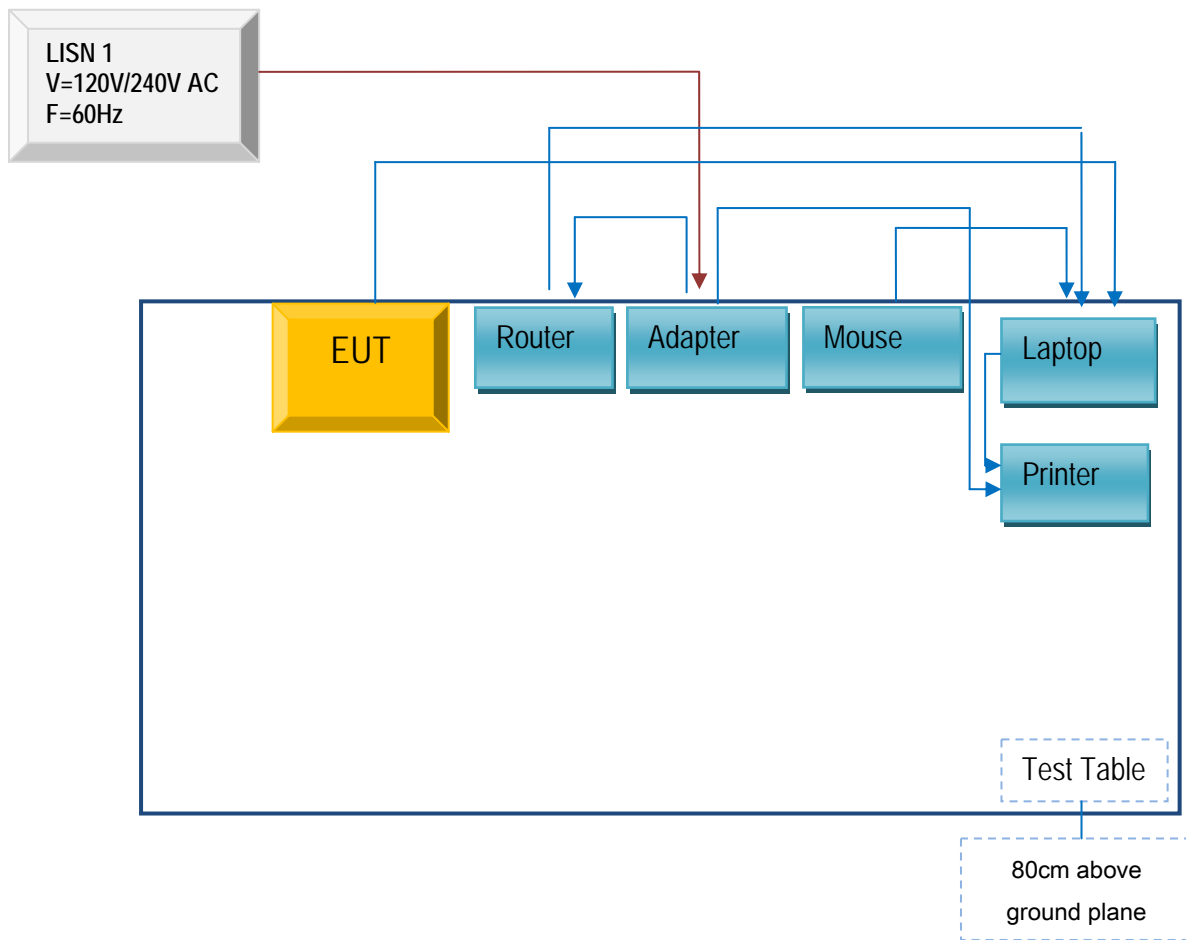 LISN 1
V=120V/240V AC
F=60Hz
EUT
Router
Adapter
Mouse
Laptop
Printer
Test Table
80cm above
ground plane